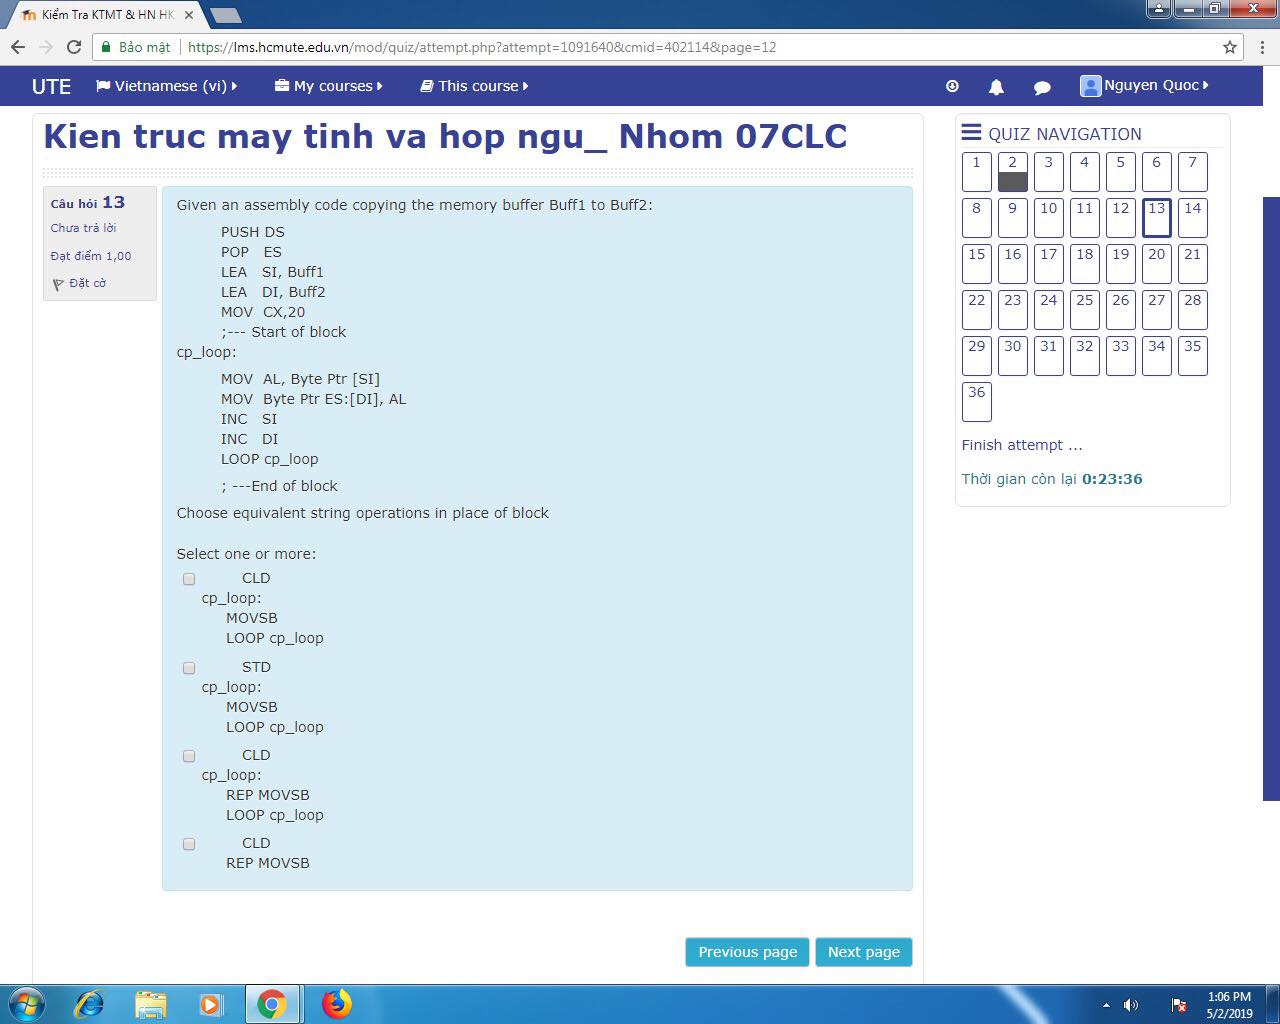 Kiểm Tra KTMT & HN HK
Bảo mật https://lms.hcmute.edu.vn/mod/quiz/attempt.php?attempt=1091640&cmid=402114&page=12
UTE Vietnamese (vi) My courses This course Nguyen Quoc
Kien truc may tinh va hop ngu_ Nhom 07CLC
Câu hỏi 13
Chưa trả lời
Đạt điểm 1,00
Đặt cờ
Given an assembly code copying the memory buffer Buff1 to Buff2:
PUSH DS
POP ES
LEA SI, Buff1
LEA DI, Buff2
MOV CX,20
;--- Start of block
cp_loop:
MOV AL, Byte Ptr [SI]
MOV Byte Ptr ES:[DI], AL
INC SI
INC DI
LOOP cp_loop
; ---End of block
Choose equivalent string operations in place of block
Select one or more:
CLD
cp_loop:
MOVSB
LOOP cp_loop
STD
cp_loop:
MOVSB
LOOP cp_loop
CLD
cp_loop:
REP MOVSB
LOOP cp_loop
CLD
REP MOVSB
Previous page Next page
QUIZ NAVIGATION
1 2 3 4 5 6 7
8 9 10 11 12 13 14
15 16 17 18 19 20 21
22 23 24 25 26 27 28
29 30 31 32 33 34 35
36
Finish attempt ...
Thời gian còn lại 0:23:36
1:06 PM
5/2/2019